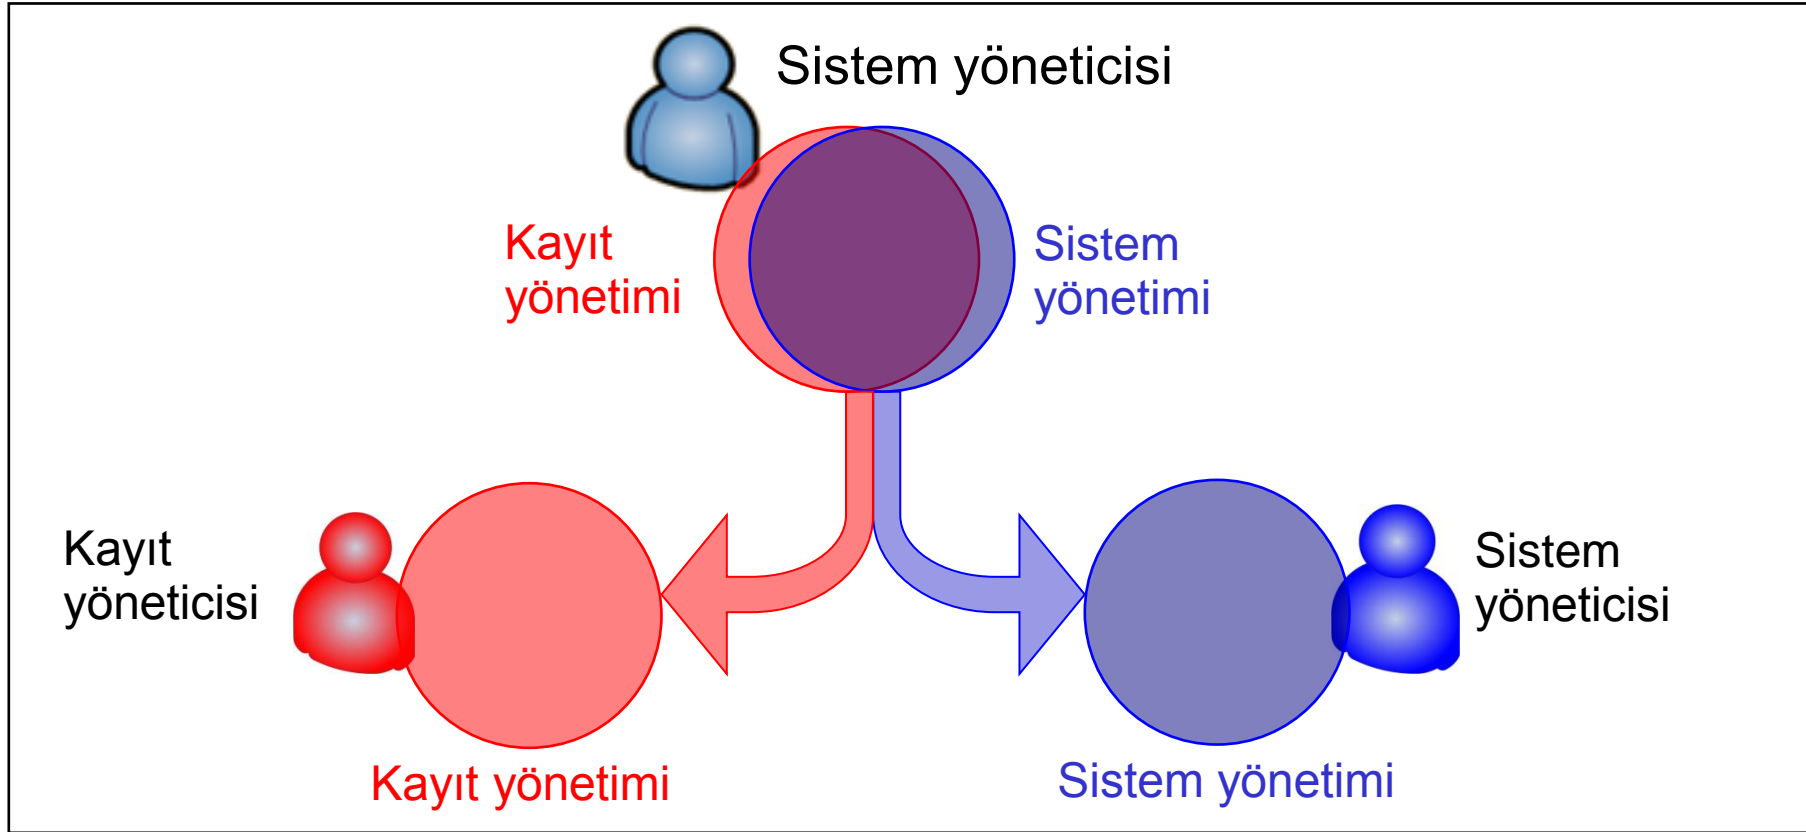 Sistem yöneticisi
Kayıt
yönetimi
Sistem
yönetimi
Kayıt
yöneticisi
Sistem
yöneticisi
Kayıt yönetimi
Sistem yönetimi